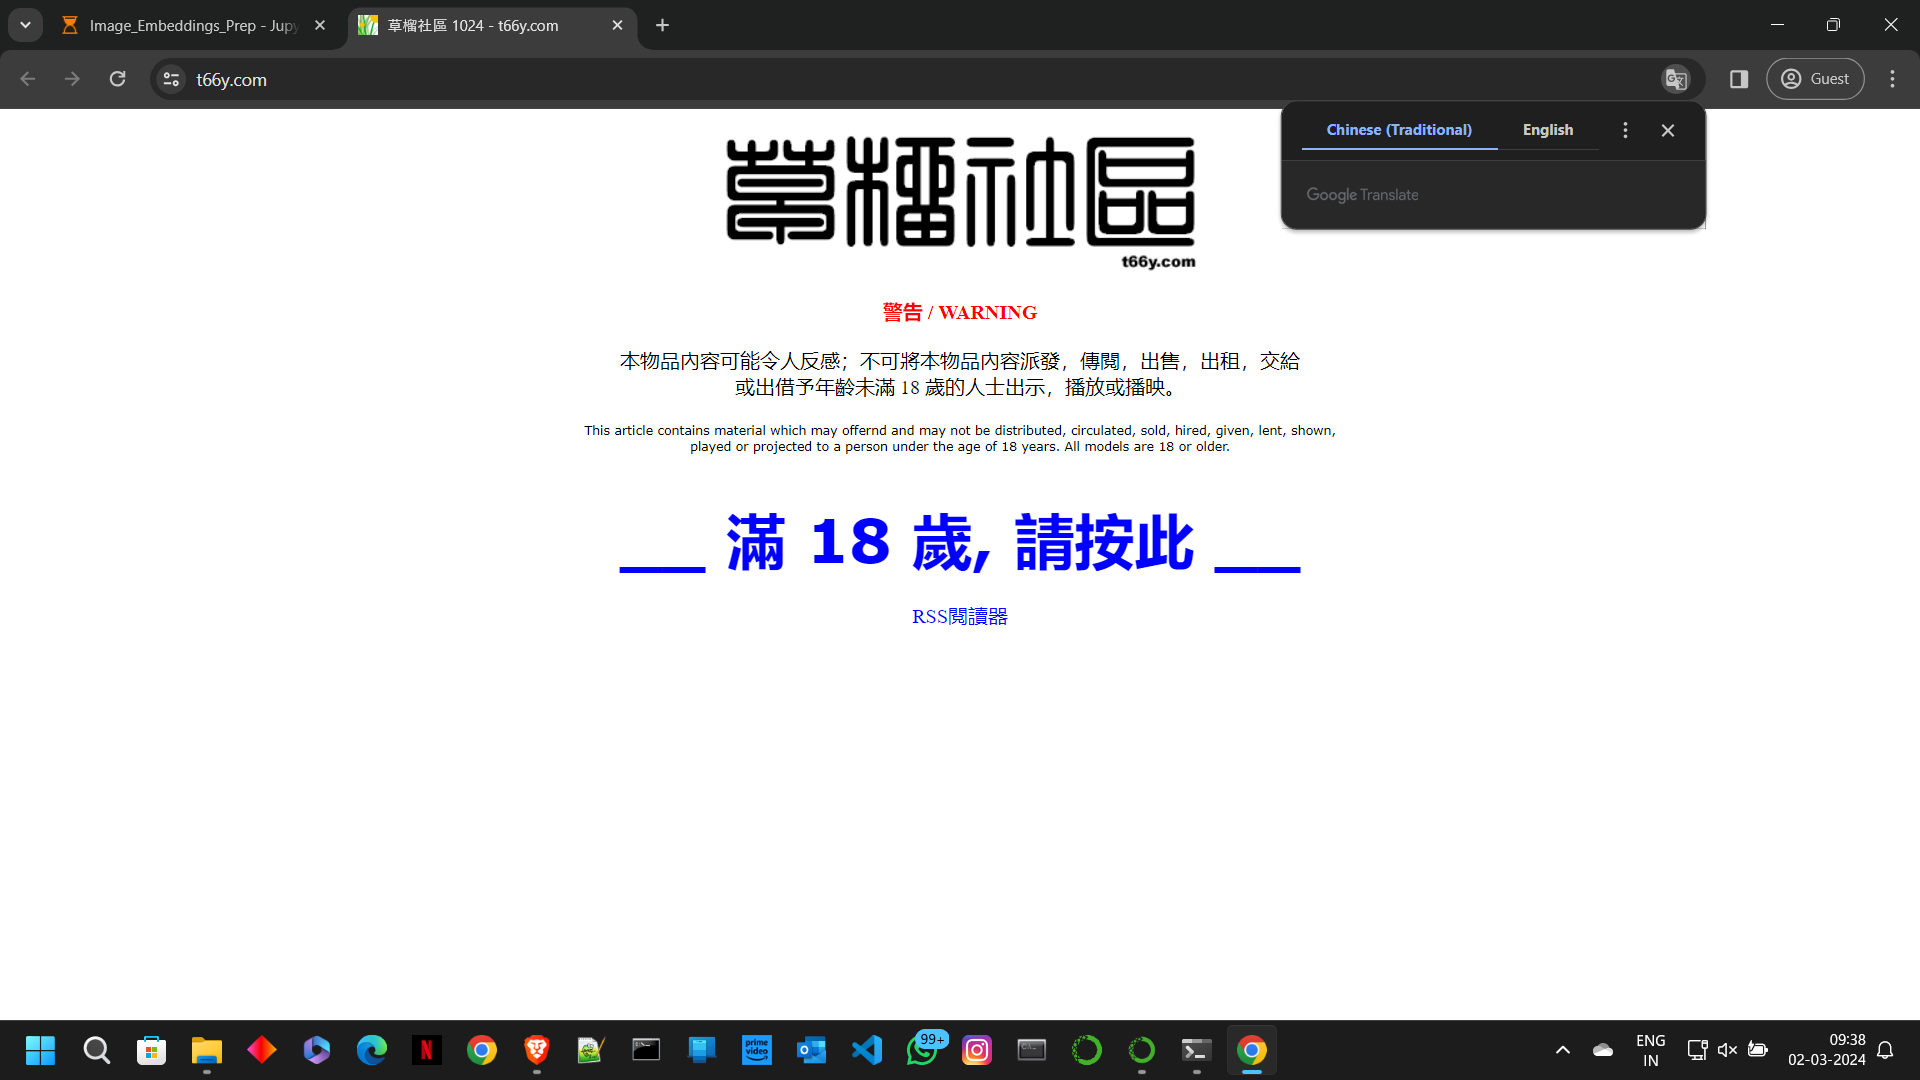 Image_Embeddings_Prep - Jupy
草榴社區 1024 - t66y.com
t66y.com
Guest
Chinese (Traditional)
English
Google Translate
草榴社區
t66y.com
警告 / WARNING
本物品內容可能令人反感；不可將本物品內容派發，傳閱，出售，出租，交給
或出借予年齡未滿 18 歲的人士出示，播放或播映。
This article contains material which may offernd and may not be distributed, circulated, sold, hired, given, lent, shown,
played or projected to a person under the age of 18 years. All models are 18 or older.
___ 滿 18 歲, 請按此 ___
RSS閱讀器
prime
video
99+
ENG
IN
09:38
02-03-2024